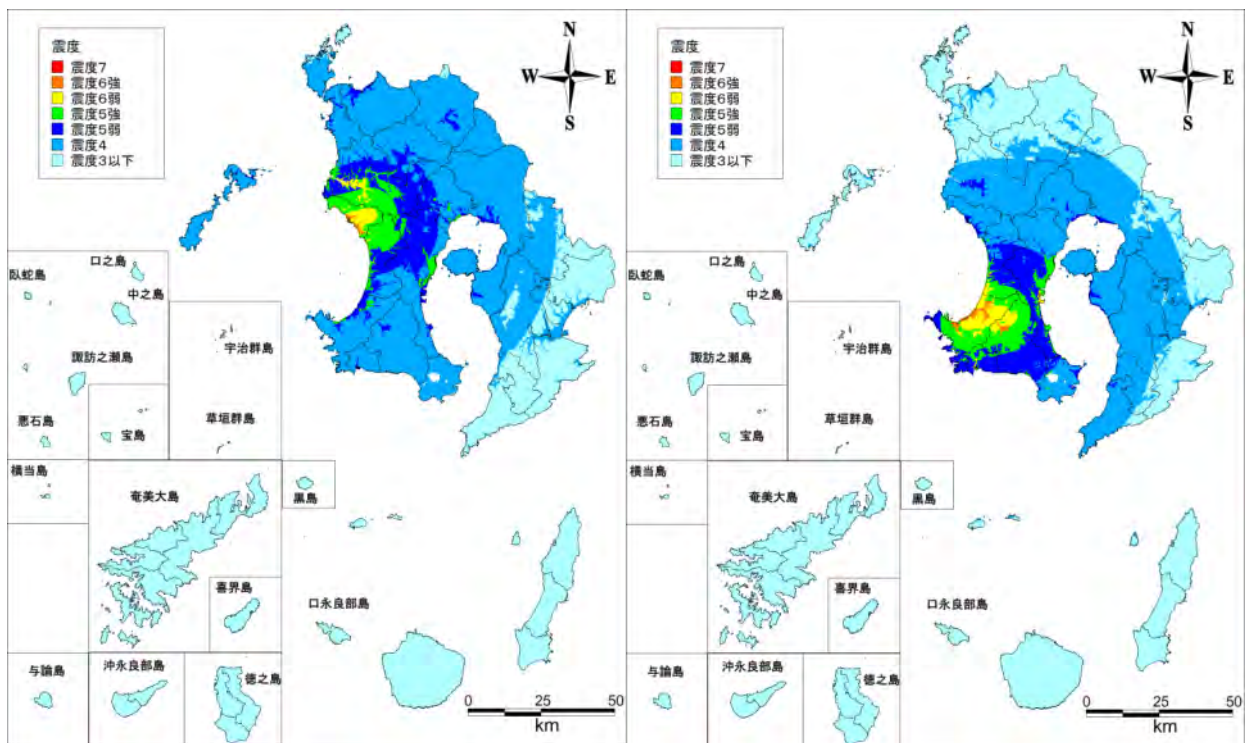 震度
震度7
震度6強
震度6弱
震度5強
震度5弱
震度4
震度3以下
N
W E
S
臥蛇島
口之島
中之島
諏訪之瀬島
宇治群島
悪石島
宝島
草垣群島
横当島
奄美大島
黒島
喜界島
口永良部島
与論島
沖永良部島
徳之島
0 25 50
km
震度
震度7
震度6強
震度6弱
震度5強
震度5弱
震度4
震度3以下
N
W E
S
臥蛇島
口之島
中之島
諏訪之瀬島
宇治群島
悪石島
宝島
草垣群島
横当島
奄美大島
黒島
喜界島
口永良部島
与論島
沖永良部島
徳之島
0 25 50
km